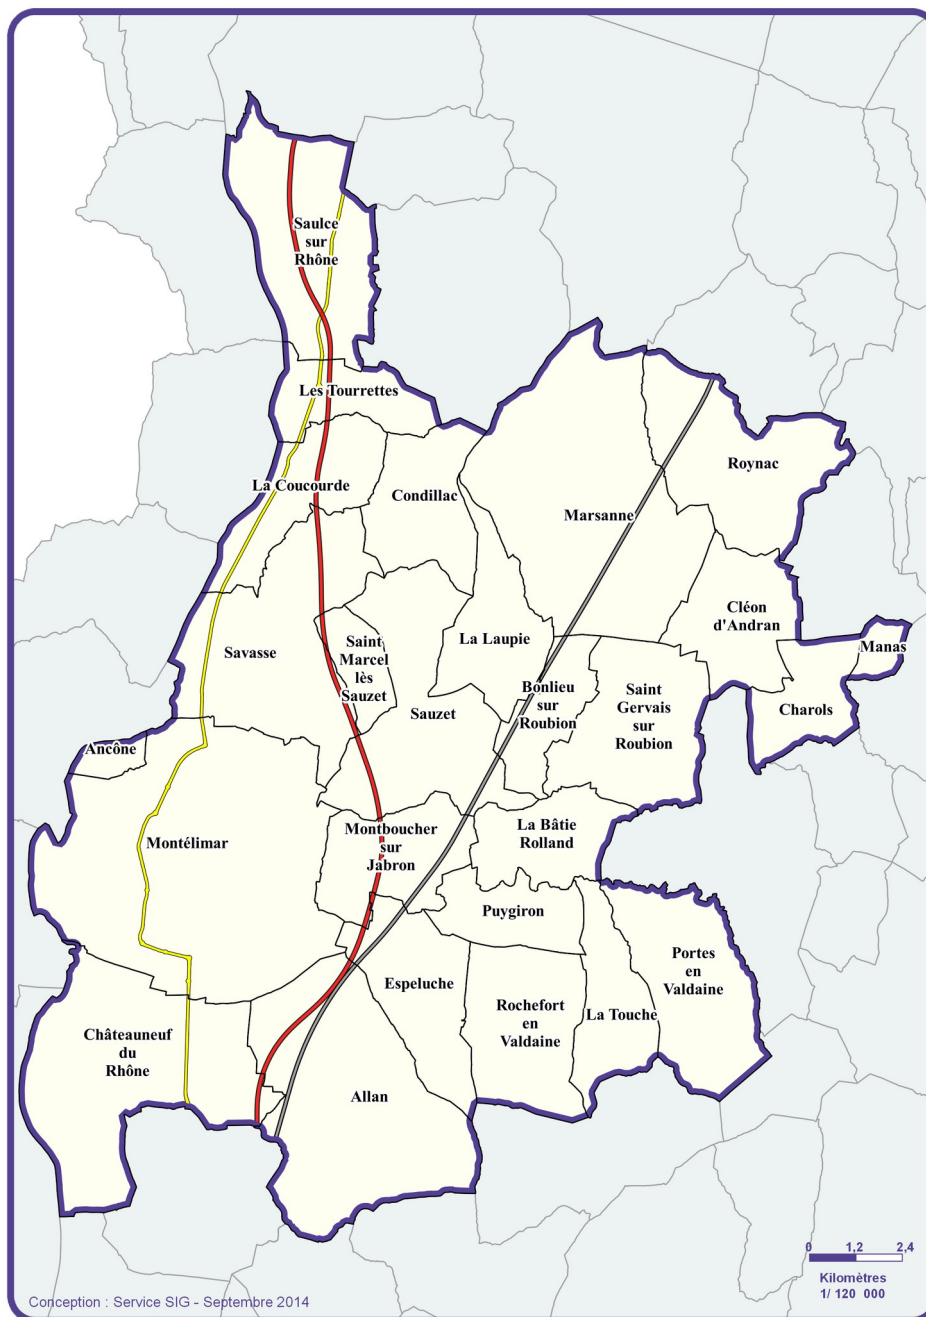 Saulce
sur
Rhône
Les Tourrettes
La Coucourde
Condillac
Roynac
Marsanne
Cléon
d'Andran
Manas
Savasse
Saint
Marcel
lès
Sauzet
La Laupie
Sauzet
Bonlieu
sur
Roubion
Saint
Gervais
sur
Roubion
Charols
Ancône
Montélimar
Montboucher
sur
Jabron
La Bâtie
Rolland
Puygiron
Espeluche
Portes
en
Valdaine
Rochefort
en
Valdaine
La Touche
Châteauneuf
du
Rhône
Allan
0 1,2 2,4
Kilomètres
1/ 120 000
Conception : Service SIG - Septembre 2014